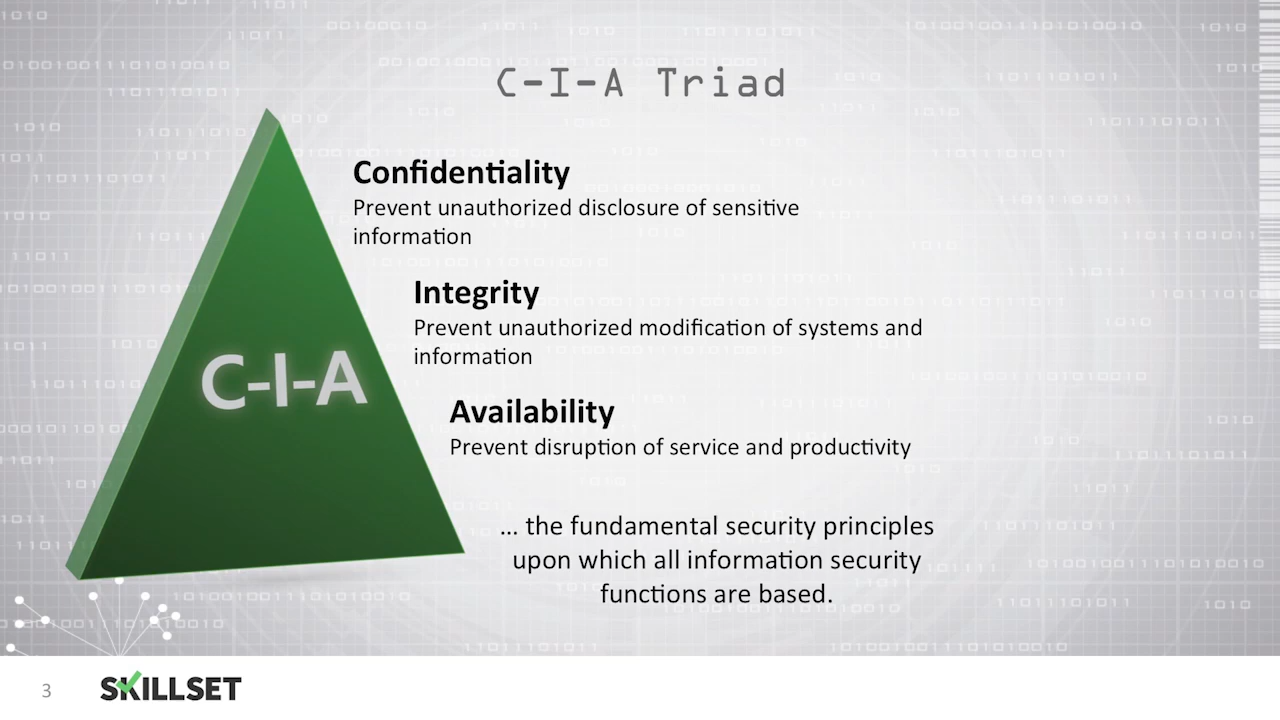 C-I-A Triad
Confidentiality
Prevent unauthorized disclosure of sensitive
information
Integrity
Prevent unauthorized modification of systems and
information
C-I-A
Availability
Prevent disruption of service and productivity
... the fundamental security principles
upon which all information security
functions are based.
3
SKILLSET